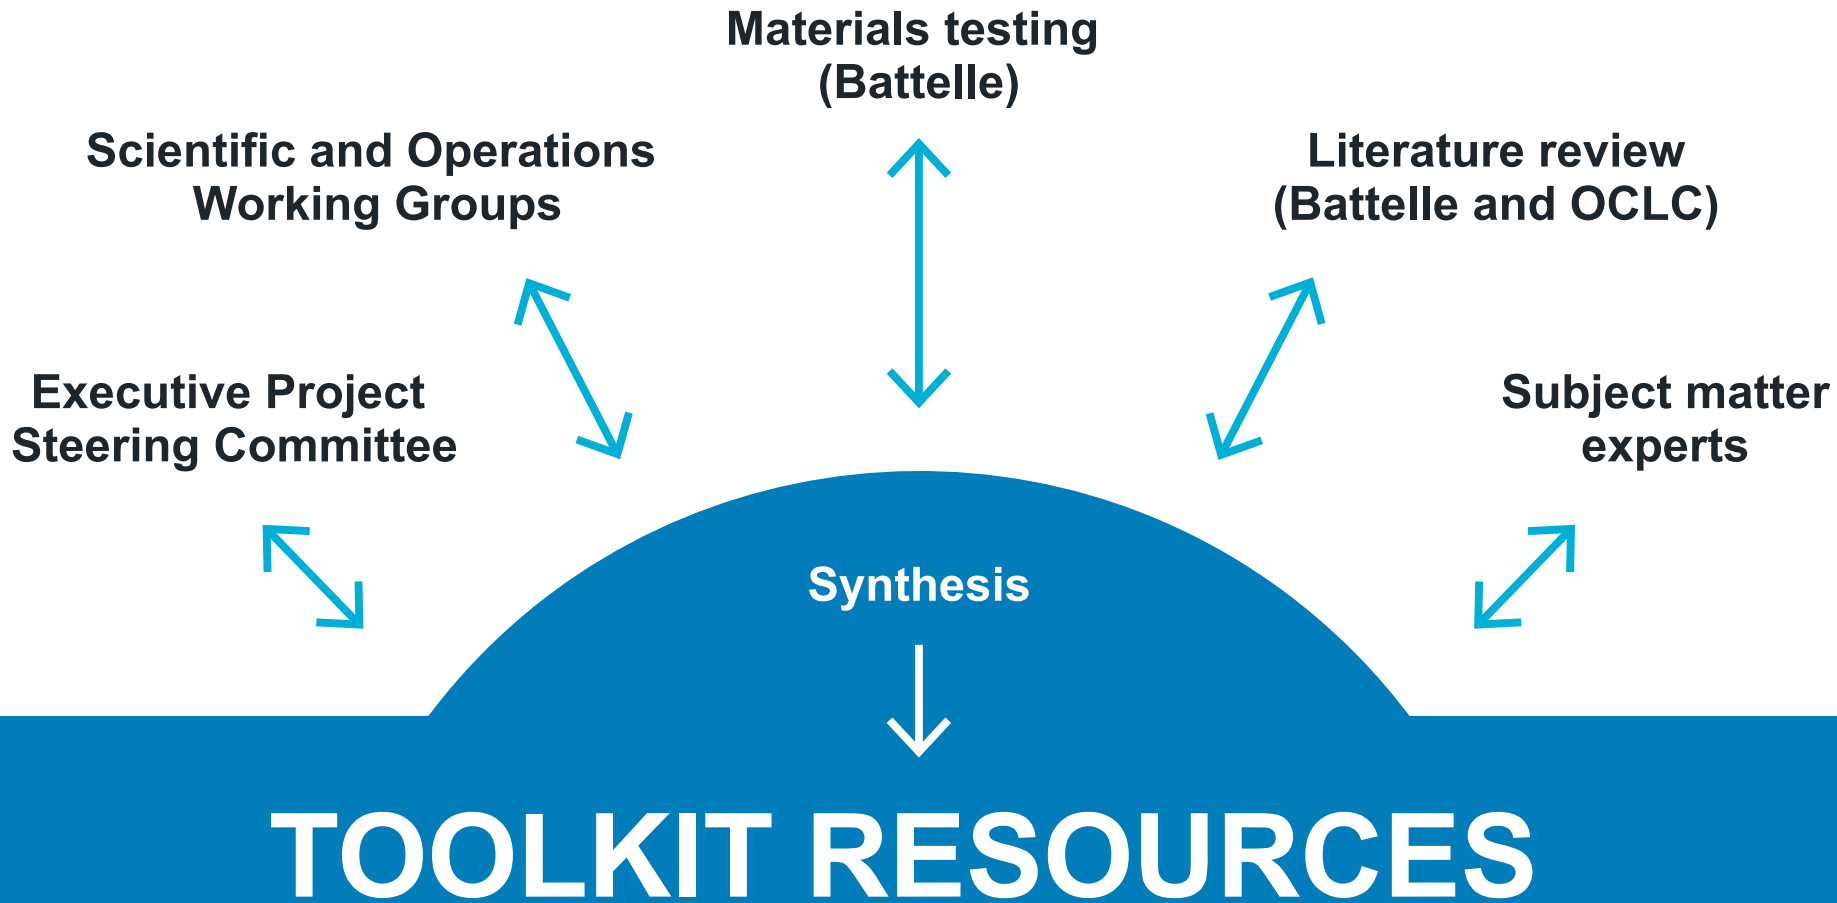 Materials testing
(Battelle)
Scientific and Operations
Working Groups
Literature review
(Battelle and OCLC)
Executive Project
Steering Committee
Subject matter
experts
Synthesis
TOOLKIT RESOURCES